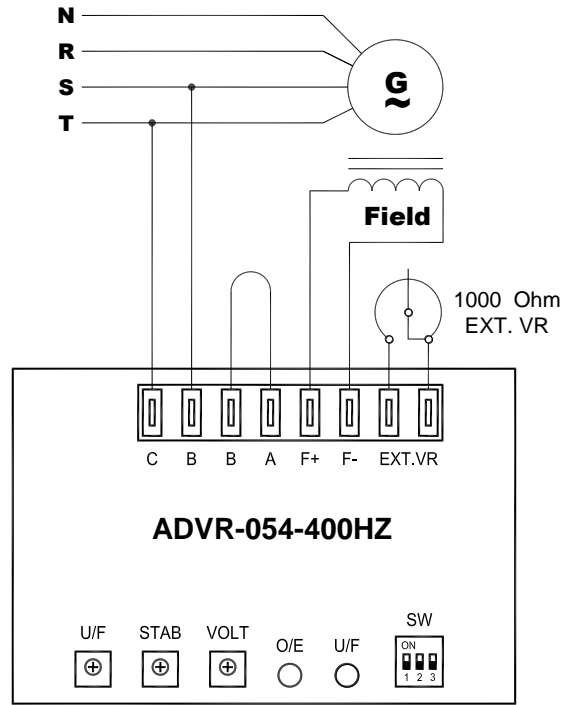 N
R
G
~
S
T
Field
1000 Ohm
EXT. VR
C B B A F+ F- EXT.VR
ADVR-054-400HZ
SW
U/F STAB VOLT O/E U/F
ON
1 2 3